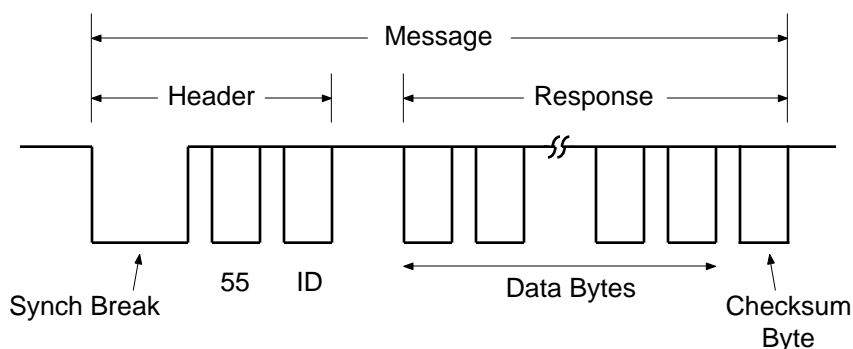 Message
Header
Response
55
ID
Synch Break
Data Bytes
Checksum
Byte